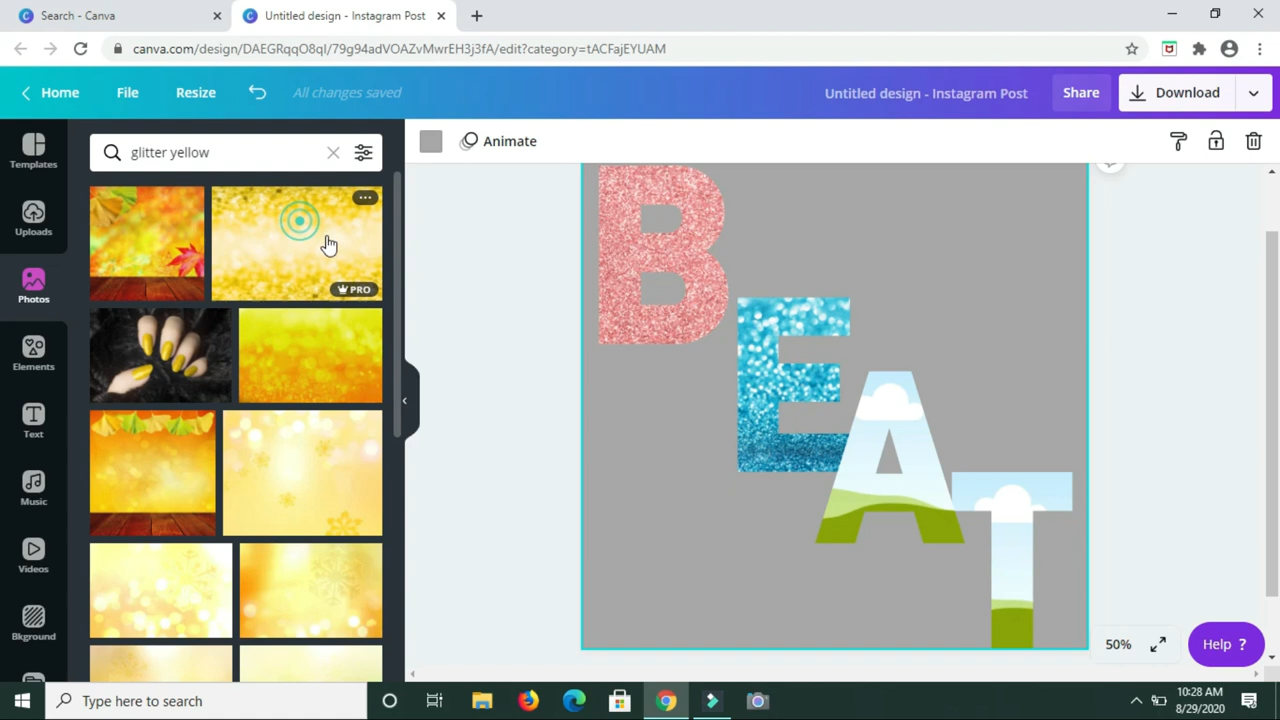 Search - Canva
Untitled design - Instagram Post
canva.com/design/DAEGRqqO8qI/79g94adVOAZvMwrEH3j3fA/edit?category=tACFajEYUAM
Home
File
Resize
All changes saved
Untitled design - Instagram Post
Share
Download
Templates
Uploads
Photos
Elements
Text
Music
Videos
Bkground
glitter yellow
PRO
Animate
B
E
A
T
50%
Help ?
Type here to search
10:28 AM
8/29/2020